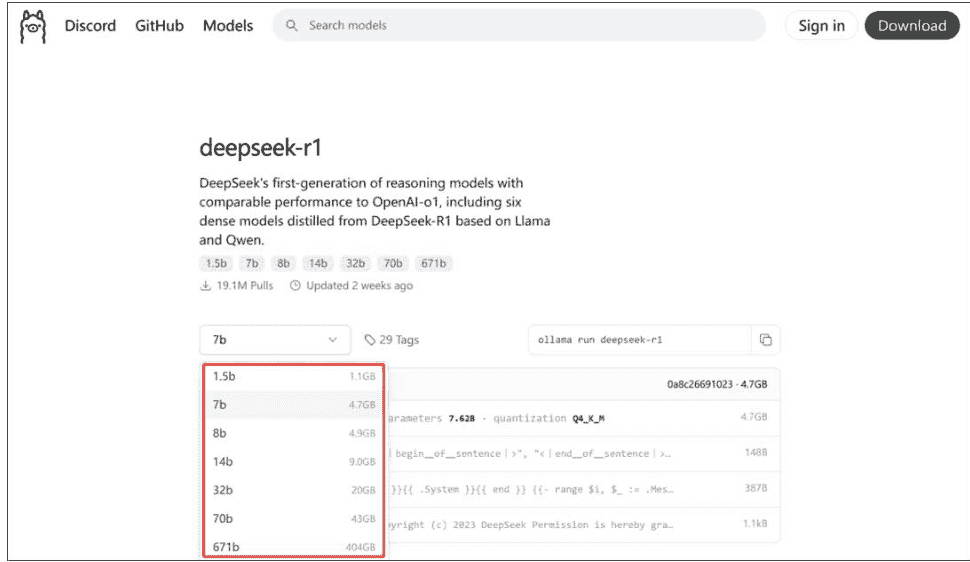 Discord GitHub Models Search models Sign in Download
deepseek-r1
DeepSeek's first-generation of reasoning models with
comparable performance to OpenAI-o1, including six
dense models distilled from DeepSeek-R1 based on Llama
and Qwen.
1.5b 7b 8b 14b 32b 70b 671b
19.1M Pulls Updated 2 weeks ago
7b 29 Tags ollama run deepseek-r1
1.5b 1.1GB
0a8c26691023 · 4.7GB
7b 4.7GB
arameters 7.62B · quantization Q4_K_M 4.7GB
8b 4.9GB
|begin__of__sentence|>", "<|end__of__sentence|>… 148B
14b 9.0GB
32b 20GB
}}{{ .System }}{{ end }} {{- range $i, $_ := .Mes… 387B
70b 43GB
yright (c) 2023 DeepSeek Permission is hereby gra… 1.1kB
671b 404GB